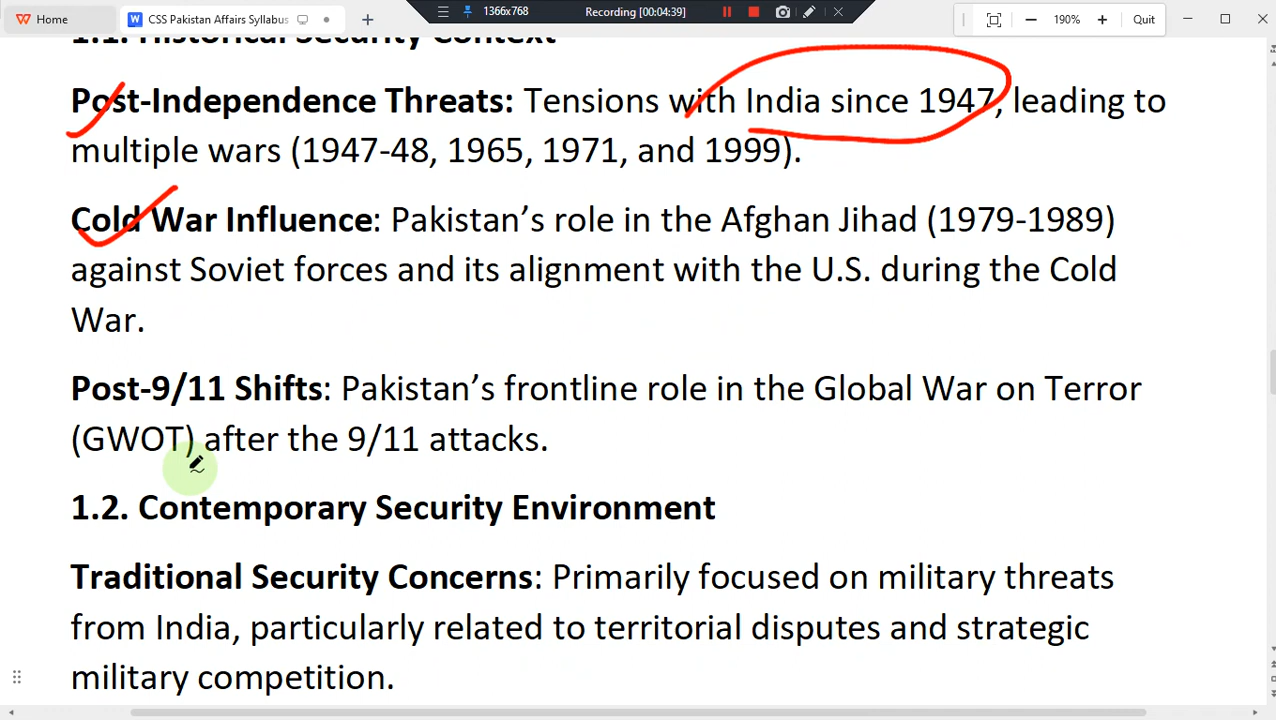 Home
CSS Pakistan Affairs Syllabus
1366x768
Recording [00:04:39]
190%
Quit
1.1. Historical Security Context
Post-Independence Threats: Tensions with India since 1947, leading to
multiple wars (1947-48, 1965, 1971, and 1999).
Cold War Influence: Pakistan’s role in the Afghan Jihad (1979-1989)
against Soviet forces and its alignment with the U.S. during the Cold
War.
Post-9/11 Shifts: Pakistan’s frontline role in the Global War on Terror
(GWOT) after the 9/11 attacks.
1.2. Contemporary Security Environment
Traditional Security Concerns: Primarily focused on military threats
from India, particularly related to territorial disputes and strategic
military competition.